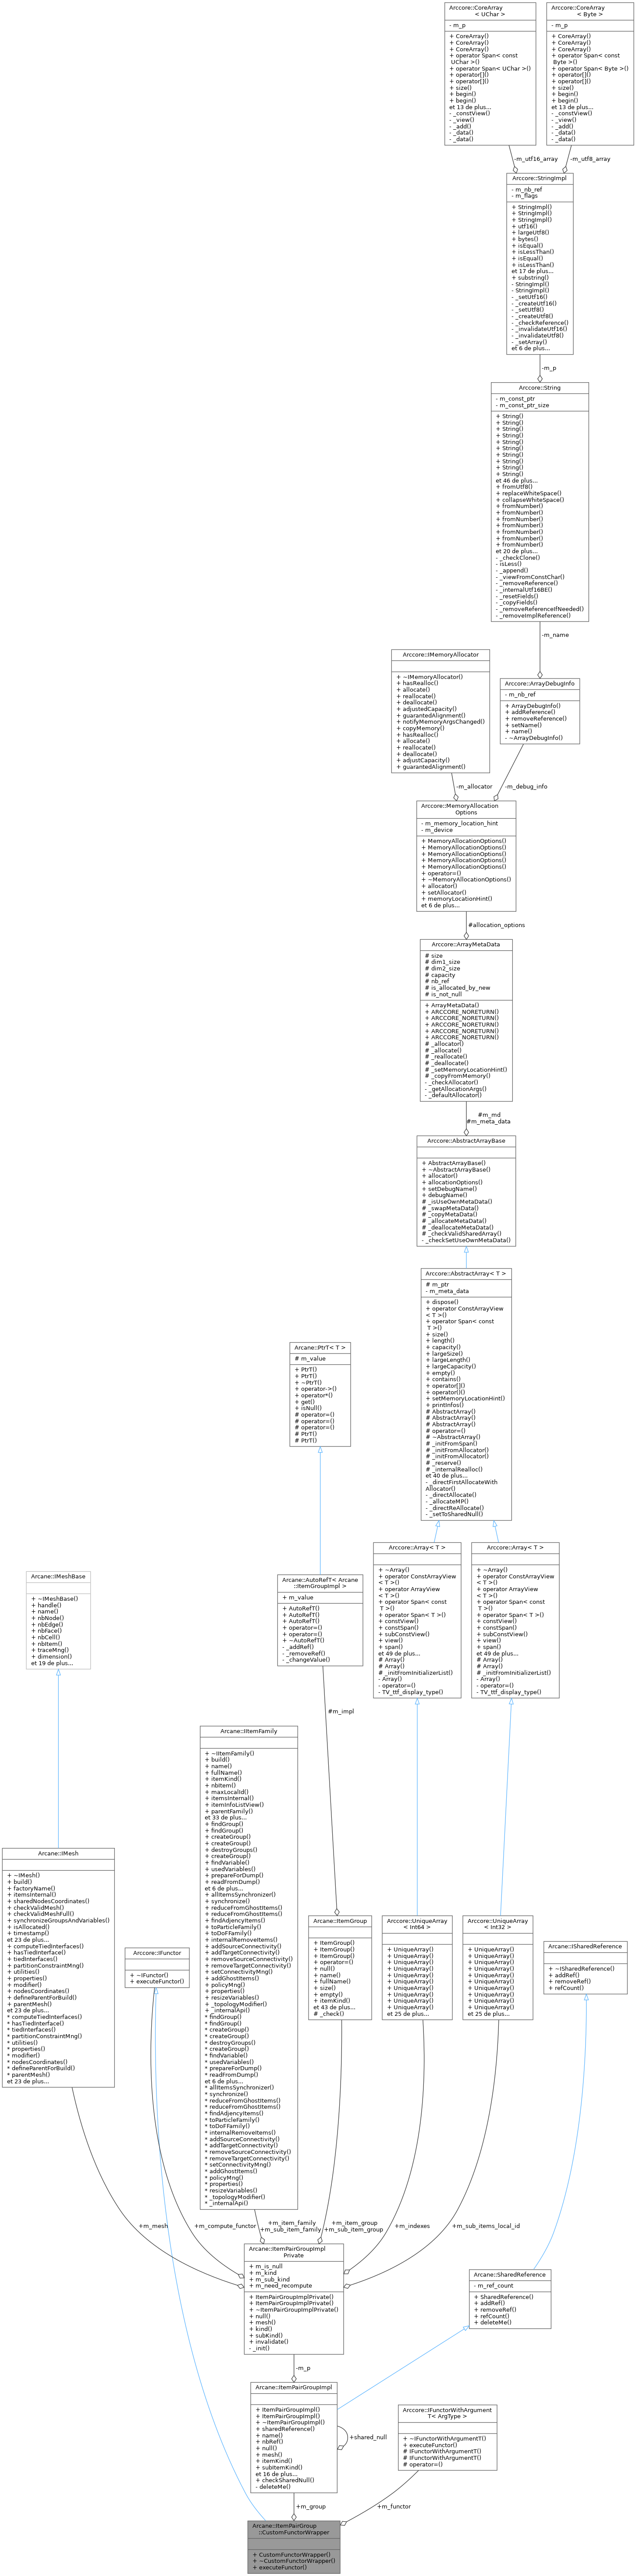 Arccore::CoreArray
< UChar >
- m_p
+ CoreArray()
+ CoreArray()
+ CoreArray()
+ operator Span< const
UChar >()
+ operator Span< UChar >()
+ operator[]()
+ operator[]()
+ size()
+ begin()
+ begin()
et 13 de plus...
- _constView()
- _view()
- _add()
- _data()
- _data()
Arccore::CoreArray
< Byte >
- m_p
+ CoreArray()
+ CoreArray()
+ CoreArray()
+ operator Span< const
Byte >()
+ operator Span< Byte >()
+ operator[]()
+ operator[]()
+ size()
+ begin()
+ begin()
et 13 de plus...
- _constView()
- _view()
- _add()
- _data()
- _data()
-m_utf16_array
-m_utf8_array
Arccore::StringImpl
- m_nb_ref
- m_flags
+ StringImpl()
+ StringImpl()
+ StringImpl()
+ utf16()
+ largeUtf8()
+ bytes()
+ isEqual()
+ isLessThan()
+ isEqual()
+ isLessThan()
et 17 de plus...
+ substring()
- StringImpl()
- StringImpl()
- _setUtf16()
- _createUtf16()
- _setUtf8()
- _createUtf8()
- _checkReference()
- _invalidateUtf16()
- _invalidateUtf8()
- _setArray()
et 6 de plus...
-m_p
Arccore::String
- m_const_ptr
- m_const_ptr_size
+ String()
+ String()
+ String()
+ String()
+ String()
+ String()
+ String()
+ String()
+ String()
+ String()
et 46 de plus...
+ fromUtf8()
+ replaceWhiteSpace()
+ collapseWhiteSpace()
+ fromNumber()
+ fromNumber()
+ fromNumber()
+ fromNumber()
+ fromNumber()
+ fromNumber()
+ fromNumber()
et 20 de plus...
- _checkClone()
- isLess()
- _append()
- _viewFromConstChar()
- _removeReference()
- _internalUtf16BE()
- _resetFields()
- _copyFields()
- _removeReferenceIfNeeded()
- _removeImplReference()
-m_name
Arccore::IMemoryAllocator
+ ~IMemoryAllocator()
+ hasRealloc()
+ allocate()
+ reallocate()
+ deallocate()
+ adjustedCapacity()
+ guarantedAlignment()
+ notifyMemoryArgsChanged()
+ copyMemory()
+ hasRealloc()
+ allocate()
+ reallocate()
+ deallocate()
+ adjustCapacity()
+ guarantedAlignment()
Arccore::ArrayDebugInfo
- m_nb_ref
+ ArrayDebugInfo()
+ addReference()
+ removeReference()
+ setName()
+ name()
- ~ArrayDebugInfo()
-m_allocator
-m_debug_info
Arccore::MemoryAllocation
Options
- m_memory_location_hint
- m_device
+ MemoryAllocationOptions()
+ MemoryAllocationOptions()
+ MemoryAllocationOptions()
+ MemoryAllocationOptions()
+ MemoryAllocationOptions()
+ operator=()
+ ~MemoryAllocationOptions()
+ allocator()
+ setAllocator()
+ memoryLocationHint()
et 6 de plus...
#allocation_options
Arccore::ArrayMetaData
# size
# dim1_size
# dim2_size
# capacity
# nb_ref
# is_allocated_by_new
# is_not_null
+ ArrayMetaData()
+ ARCCORE_NORETURN()
+ ARCCORE_NORETURN()
+ ARCCORE_NORETURN()
+ ARCCORE_NORETURN()
+ ARCCORE_NORETURN()
# _allocator()
# _allocate()
# _reallocate()
# _deallocate()
# _setMemoryLocationHint()
# _copyFromMemory()
- _checkAllocator()
- _getAllocationArgs()
- _defaultAllocator()
#m_md
#m_meta_data
Arccore::AbstractArrayBase
+ AbstractArrayBase()
+ ~AbstractArrayBase()
+ allocator()
+ allocationOptions()
+ setDebugName()
+ debugName()
# _isUseOwnMetaData()
# _swapMetaData()
# _copyMetaData()
# _allocateMetaData()
# _deallocateMetaData()
# _checkValidSharedArray()
- _checkSetUseOwnMetaData()
Arccore::AbstractArray< T >
# m_ptr
- m_meta_data
+ dispose()
+ operator ConstArrayView
< T >()
+ operator Span< const
T >()
+ size()
+ length()
+ capacity()
+ largeSize()
+ largeLength()
+ largeCapacity()
+ empty()
+ contains()
+ operator[]()
+ operator()()
+ setMemoryLocationHint()
+ printInfos()
# AbstractArray()
# AbstractArray()
# AbstractArray()
# operator=()
# ~AbstractArray()
# _initFromSpan()
# _initFromAllocator()
# _initFromAllocator()
# _reserve()
# _internalRealloc()
et 40 de plus...
- _directFirstAllocateWith
Allocator()
- _directAllocate()
- _allocateMP()
- _directReAllocate()
- _setToSharedNull()
Arcane::PtrT< T >
# m_value
+ PtrT()
+ PtrT()
+ ~PtrT()
+ operator->()
+ operator*()
+ get()
+ isNull()
# operator=()
# operator=()
# operator=()
# PtrT()
# PtrT()
Arccore::Array< T >
+ ~Array()
+ operator ConstArrayView
< T >()
+ operator ArrayView
< T >()
+ operator Span< const
T >()
+ operator Span< T >()
+ constView()
+ constSpan()
+ subConstView()
+ view()
+ span()
et 49 de plus...
# Array()
# Array()
# _initFromInitializerList()
- Array()
- operator=()
- TV_ttf_display_type()
Arccore::Array< T >
+ ~Array()
+ operator ConstArrayView
< T >()
+ operator ArrayView
< T >()
+ operator Span< const
T >()
+ operator Span< T >()
+ constView()
+ constSpan()
+ subConstView()
+ view()
+ span()
et 49 de plus...
# Array()
# Array()
# _initFromInitializerList()
- Array()
- operator=()
- TV_ttf_display_type()
Arcane::IMeshBase
+ ~IMeshBase()
+ handle()
+ name()
+ nbNode()
+ nbEdge()
+ nbFace()
+ nbCell()
+ nbItem()
+ traceMng()
+ dimension()
et 19 de plus...
Arcane::AutoRefT< Arcane
::ItemGroupImpl >
+ m_value
+ AutoRefT()
+ AutoRefT()
+ AutoRefT()
+ operator=()
+ operator=()
+ ~AutoRefT()
- _addRef()
- _removeRef()
- _changeValue()
#m_impl
Arcane::IItemFamily
+ ~IItemFamily()
+ build()
+ name()
+ fullName()
+ itemKind()
+ nbItem()
+ maxLocalId()
+ itemsInternal()
+ itemInfoListView()
+ parentFamily()
et 33 de plus...
+ findGroup()
+ findGroup()
+ createGroup()
+ createGroup()
+ destroyGroups()
+ createGroup()
+ findVariable()
+ usedVariables()
+ prepareForDump()
+ readFromDump()
et 6 de plus...
+ allItemsSynchronizer()
+ synchronize()
+ reduceFromGhostItems()
+ reduceFromGhostItems()
+ findAdjencyItems()
+ toParticleFamily()
+ toDoFFamily()
+ internalRemoveItems()
+ addSourceConnectivity()
+ addTargetConnectivity()
+ removeSourceConnectivity()
+ removeTargetConnectivity()
+ setConnectivityMng()
+ addGhostItems()
+ policyMng()
+ properties()
+ resizeVariables()
+ _topologyModifier()
+ _internalApi()
* findGroup()
* findGroup()
* createGroup()
* createGroup()
* destroyGroups()
* createGroup()
* findVariable()
* usedVariables()
* prepareForDump()
* readFromDump()
et 6 de plus...
* allItemsSynchronizer()
* synchronize()
* reduceFromGhostItems()
* reduceFromGhostItems()
* findAdjencyItems()
* toParticleFamily()
* toDoFFamily()
* internalRemoveItems()
* addSourceConnectivity()
* addTargetConnectivity()
* removeSourceConnectivity()
* removeTargetConnectivity()
* setConnectivityMng()
* addGhostItems()
* policyMng()
* properties()
* resizeVariables()
* _topologyModifier()
* _internalApi()
Arcane::IMesh
+ ~IMesh()
+ build()
+ factoryName()
+ itemsInternal()
+ sharedNodesCoordinates()
+ checkValidMesh()
+ checkValidMeshFull()
+ synchronizeGroupsAndVariables()
+ isAllocated()
+ timestamp()
et 23 de plus...
+ computeTiedInterfaces()
+ hasTiedInterface()
+ tiedInterfaces()
+ partitionConstraintMng()
+ utilities()
+ properties()
+ modifier()
+ nodesCoordinates()
+ defineParentForBuild()
+ parentMesh()
et 23 de plus...
* computeTiedInterfaces()
* hasTiedInterface()
* tiedInterfaces()
* partitionConstraintMng()
* utilities()
* properties()
* modifier()
* nodesCoordinates()
* defineParentForBuild()
* parentMesh()
et 23 de plus...
Arccore::IFunctor
+ ~IFunctor()
+ executeFunctor()
Arcane::ItemGroup
+ ItemGroup()
+ ItemGroup()
+ ItemGroup()
+ operator=()
+ null()
+ name()
+ fullName()
+ size()
+ empty()
+ itemKind()
et 43 de plus...
# _check()
Arccore::UniqueArray
< Int64 >
+ UniqueArray()
+ UniqueArray()
+ UniqueArray()
+ UniqueArray()
+ UniqueArray()
+ UniqueArray()
+ UniqueArray()
+ UniqueArray()
+ UniqueArray()
+ UniqueArray()
et 25 de plus...
Arccore::UniqueArray
< Int32 >
+ UniqueArray()
+ UniqueArray()
+ UniqueArray()
+ UniqueArray()
+ UniqueArray()
+ UniqueArray()
+ UniqueArray()
+ UniqueArray()
+ UniqueArray()
+ UniqueArray()
et 25 de plus...
Arcane::ISharedReference
+ ~ISharedReference()
+ addRef()
+ removeRef()
+ refCount()
+m_mesh
+m_compute_functor
+m_item_family
+m_sub_item_family
+m_item_group
+m_sub_item_group
+m_indexes
+m_sub_items_local_id
Arcane::ItemPairGroupImpl
Private
+ m_is_null
+ m_kind
+ m_sub_kind
+ m_need_recompute
+ ItemPairGroupImplPrivate()
+ ItemPairGroupImplPrivate()
+ ~ItemPairGroupImplPrivate()
+ null()
+ mesh()
+ kind()
+ subKind()
+ invalidate()
- _init()
Arcane::SharedReference
- m_ref_count
+ SharedReference()
+ addRef()
+ removeRef()
+ refCount()
+ deleteMe()
-m_p
Arcane::ItemPairGroupImpl
+ ItemPairGroupImpl()
+ ItemPairGroupImpl()
+ ~ItemPairGroupImpl()
+ sharedReference()
+ name()
+ nbRef()
+ null()
+ mesh()
+ itemKind()
+ subItemKind()
et 16 de plus...
+ checkSharedNull()
- deleteMe()
+shared_null
Arccore::IFunctorWithArgument
T< ArgType >
+ ~IFunctorWithArgumentT()
+ executeFunctor()
# IFunctorWithArgumentT()
# IFunctorWithArgumentT()
# operator=()
+m_group
+m_functor
Arcane::ItemPairGroup
::CustomFunctorWrapper
+ CustomFunctorWrapper()
+ ~CustomFunctorWrapper()
+ executeFunctor()